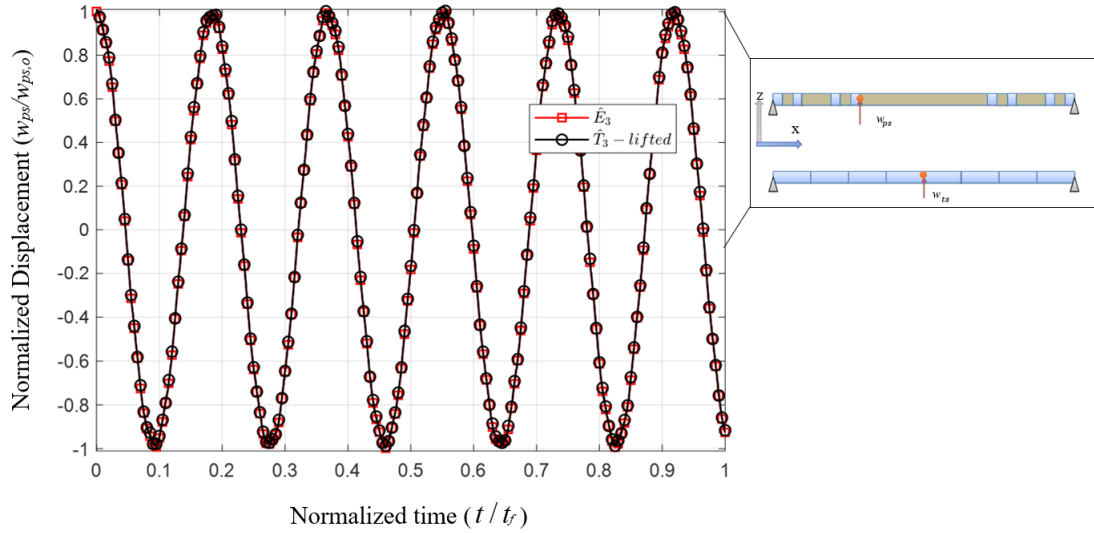 Normalized Displacement (w_ps/w_ps,o)
1
0.8
0.6
0.4
0.2
0
-0.2
-0.4
-0.6
-0.8
-1
Ê_3
T̂_3 − lifted
0 0.1 0.2 0.3 0.4 0.5 0.6 0.7 0.8 0.9 1
Normalized time ( t / t_f )
Z
w_ps
x
w_ts